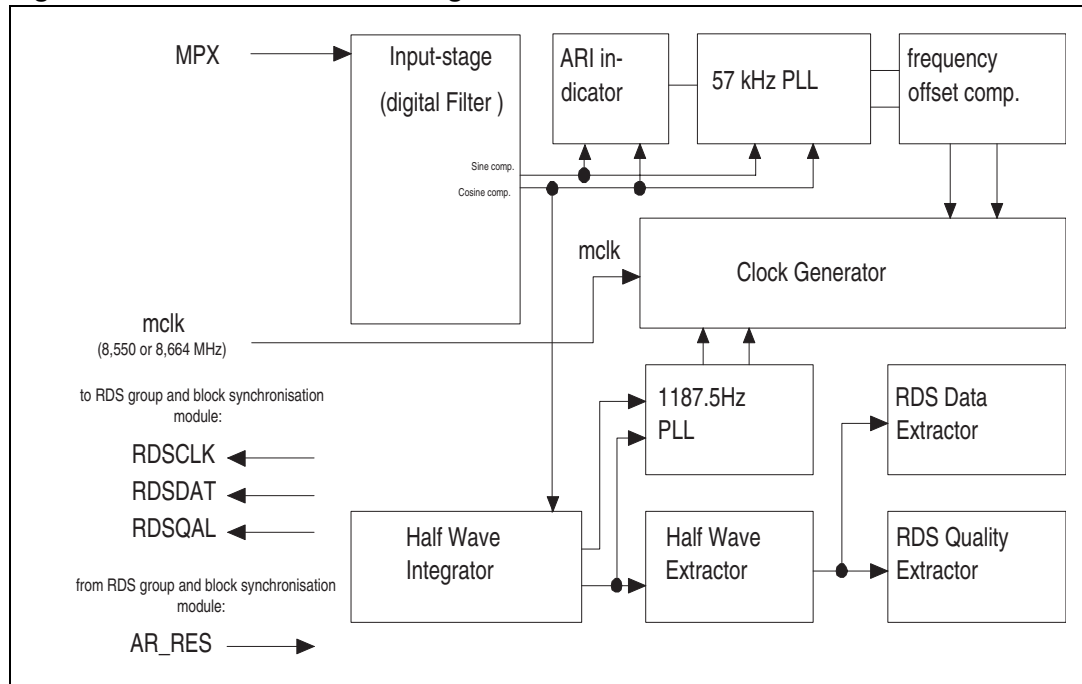 MPX
Input-stage
(digital Filter )
Sine comp.
Cosine comp.
ARI in-
dicator
57 kHz PLL
frequency
offset comp.
mclk
Clock Generator
mclk
(8,550 or 8,664 MHz)
to RDS group and block synchronisation
module:
RDSCLK
RDSDAT
RDSQAL
from RDS group and block synchronisation
module:
AR_RES
1187.5Hz
PLL
RDS Data
Extractor
Half Wave
Integrator
Half Wave
Extractor
RDS Quality
Extractor